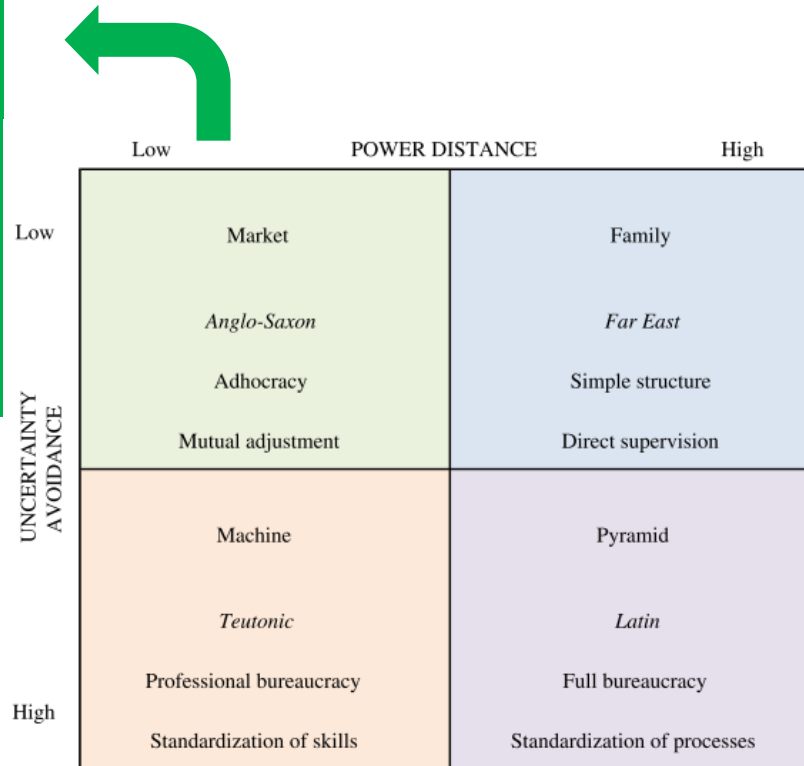 Low POWER DISTANCE High
Low
Market
Family
Anglo-Saxon
Far East
Adhocracy
Simple structure
Mutual adjustment
Direct supervision
UNCERTAINTY
AVOIDANCE
Machine
Pyramid
Teutonic
Latin
Professional bureaucracy
Full bureaucracy
High
Standardization of skills
Standardization of processes